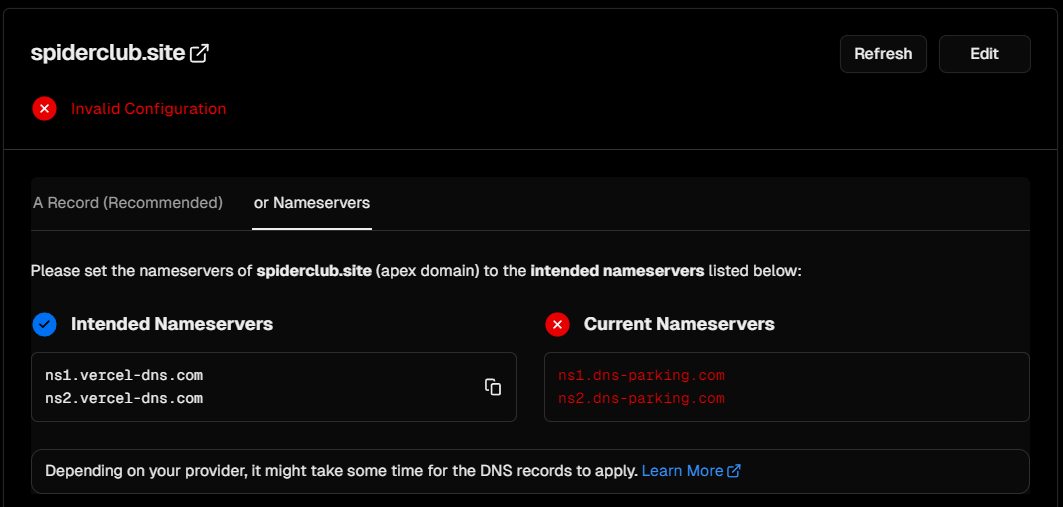 spiderclub.site
Refresh
Edit
Invalid Configuration
A Record (Recommended)
or Nameservers
Please set the nameservers of spiderclub.site (apex domain) to the intended nameservers listed below:
Intended Nameservers
ns1.vercel-dns.com
ns2.vercel-dns.com
Current Nameservers
ns1.dns-parking.com
ns2.dns-parking.com
Depending on your provider, it might take some time for the DNS records to apply. Learn More